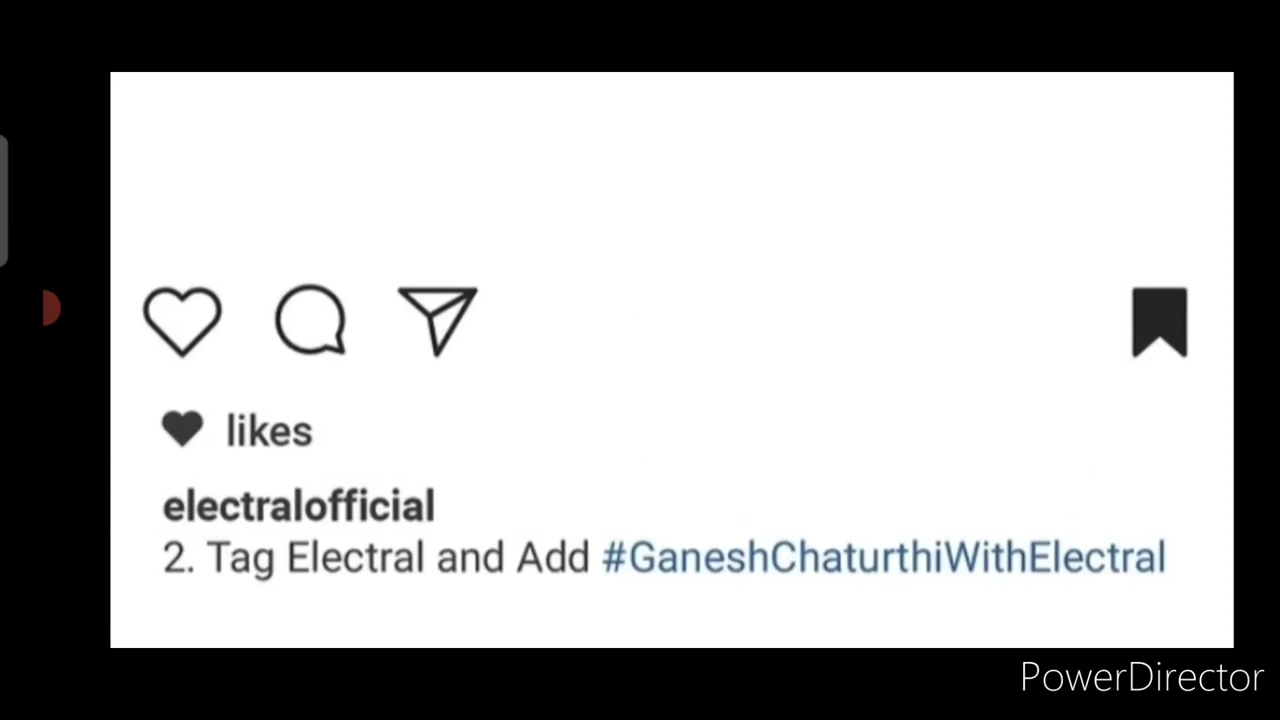 likes
electralofficial
2. Tag Electral and Add #GaneshChaturthiWithElectral
PowerDirector